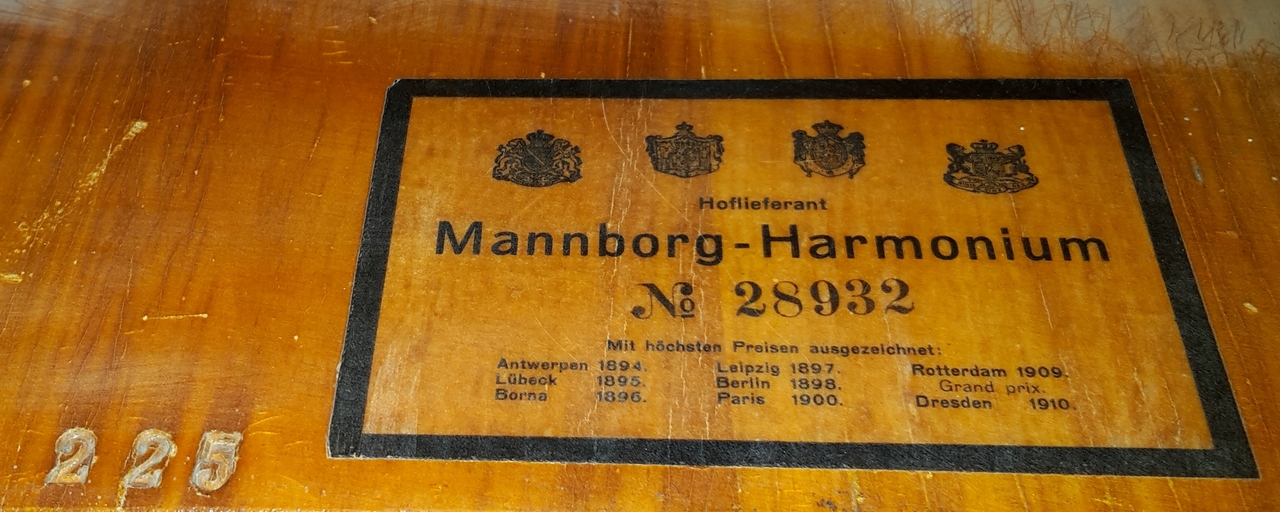 Hoflieferant
Mannborg-Harmonium
№ 28932
Mit höchsten Preisen ausgezeichnet:
Antwerpen 1894. Leipzig 1897. Rotterdam 1909.
Lübeck 1895. Berlin 1898. Grand prix.
Borna 1896. Paris 1900. Dresden 1910.
225